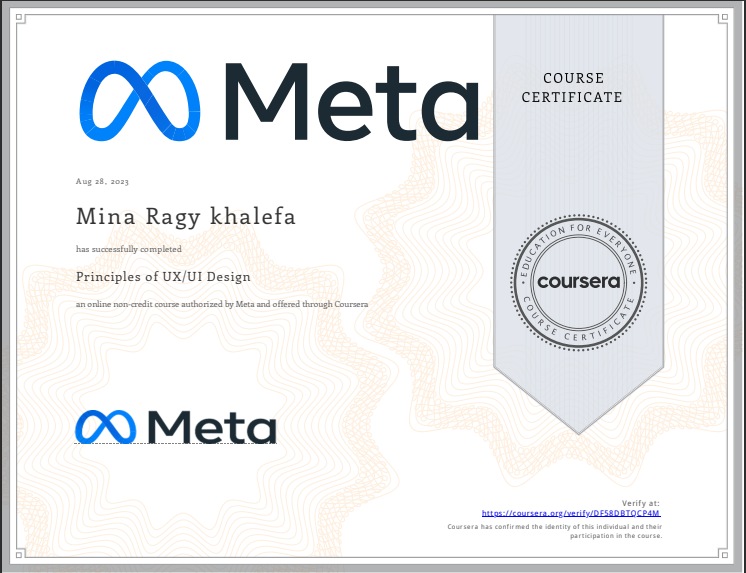 Meta
COURSE
CERTIFICATE
Aug 28, 2023
Mina Ragy khalefa
has successfully completed
Principles of UX/UI Design
an online non-credit course authorized by Meta and offered through Coursera
EDUCATION FOR EVERYONE
coursera
COURSE CERTIFICATE
Meta
Verify at:
https://coursera.org/verify/DF58DBTQCP4M
Coursera has confirmed the identity of this individual and their
participation in the course.